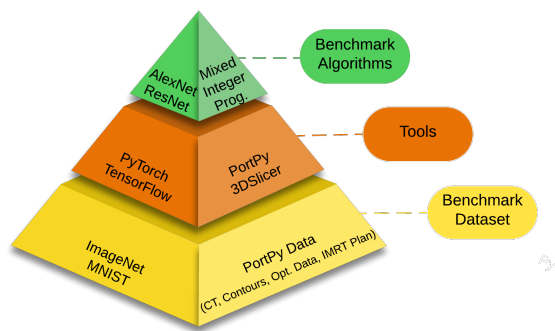 AlexNet
ResNet
Mixed
Integer
Prog.
Benchmark
Algorithms
PyTorch
TensorFlow
PortPy
3DSlicer
Tools
ImageNet
MNIST
PortPy Data
(CT, Contours, Opt. Data, IMRT Plan)
Benchmark
Dataset